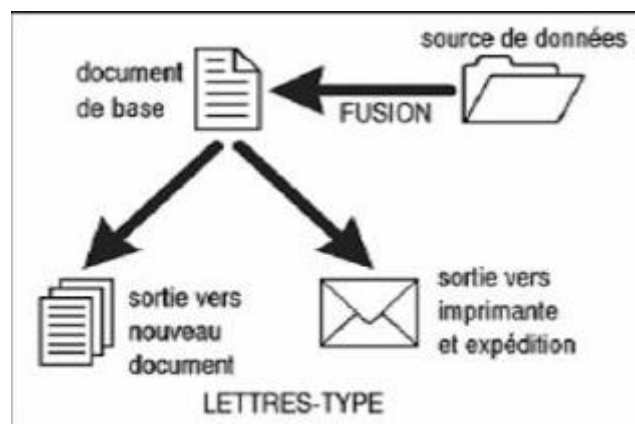 source de données
document
de base
FUSION
sortie vers
nouveau
document
sortie vers
imprimante
et expédition
LETTRES-TYPE